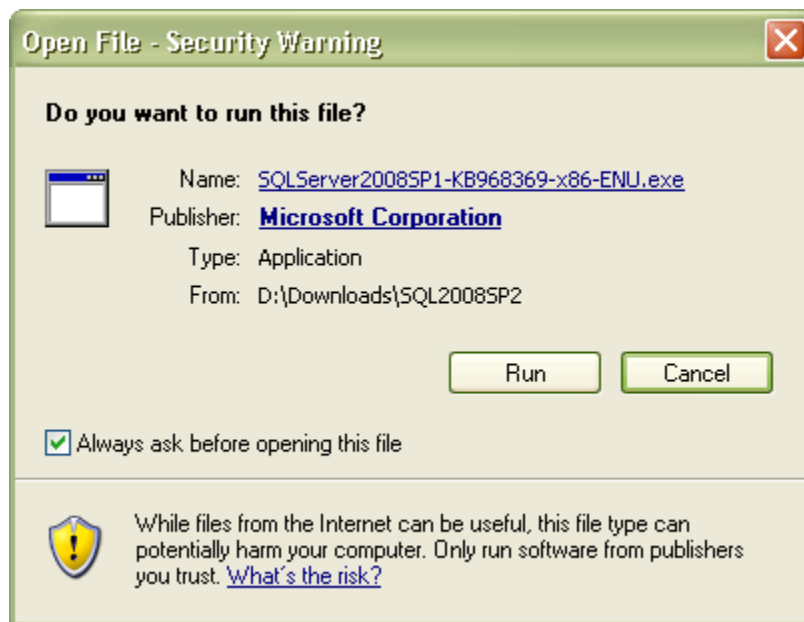 Open File - Security Warning
Do you want to run this file?
Name: SQLServer2008SP1-KB968369-x86-ENU.exe
Publisher: Microsoft Corporation
Type: Application
From: D:\Downloads\SQL2008SP2
Run Cancel
Always ask before opening this file
While files from the Internet can be useful, this file type can
potentially harm your computer. Only run software from publishers
you trust. What's the risk?